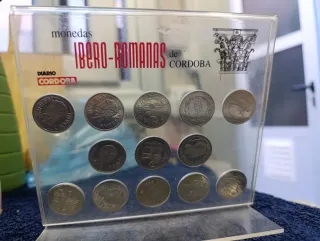 monedas
IBERO-ROMANAS de
CORDOBA
DIARIO
CORDOBA